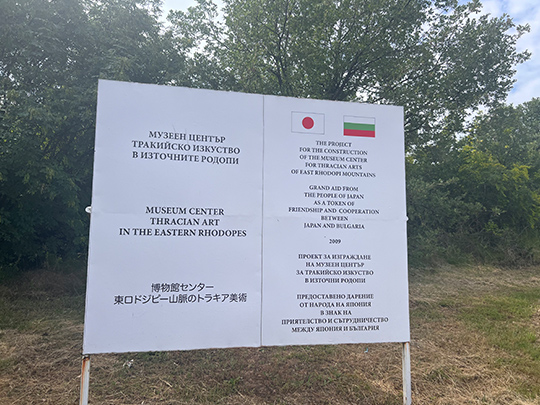 МУЗЕЕН ЦЕНТЪР
ТРАКИЙСКО ИЗКУСТВО
В ИЗТОЧНИТЕ РОДОПИ
MUSEUM CENTER
THRACIAN ART
IN THE EASTERN RHODOPES
博物館センター
東ロドジビー山脈のトラキア美術
THE PROJECT
FOR THE CONSTRUCTION
OF THE MUSEUM CENTER
FOR THRACIAN ARTS
OF EAST RHODOPI MOUNTAINS
GRAND AID FROM
THE PEOPLE OF JAPAN
AS A TOKEN OF
FRIENDSHIP AND COOPERATION
BETWEEN
JAPAN AND BULGARIA
2009
ПРОЕКТ ЗА ИЗГРАЖДАНЕ
НА МУЗЕЕН ЦЕНТЪР
ЗА ТРАКИЙСКО ИЗКУСТВО
В ИЗТОЧНИ РОДОПИ
ПРЕДОСТАВЕНО ДАРЕНИЕ
ОТ НАРОДА НА ЯПОНИЯ
В ЗНАК НА
ПРИЯТЕЛСТВО И СЪТРУДНИЧЕСТВО
МЕЖДУ ЯПОНИЯ И БЪЛГАРИЯ